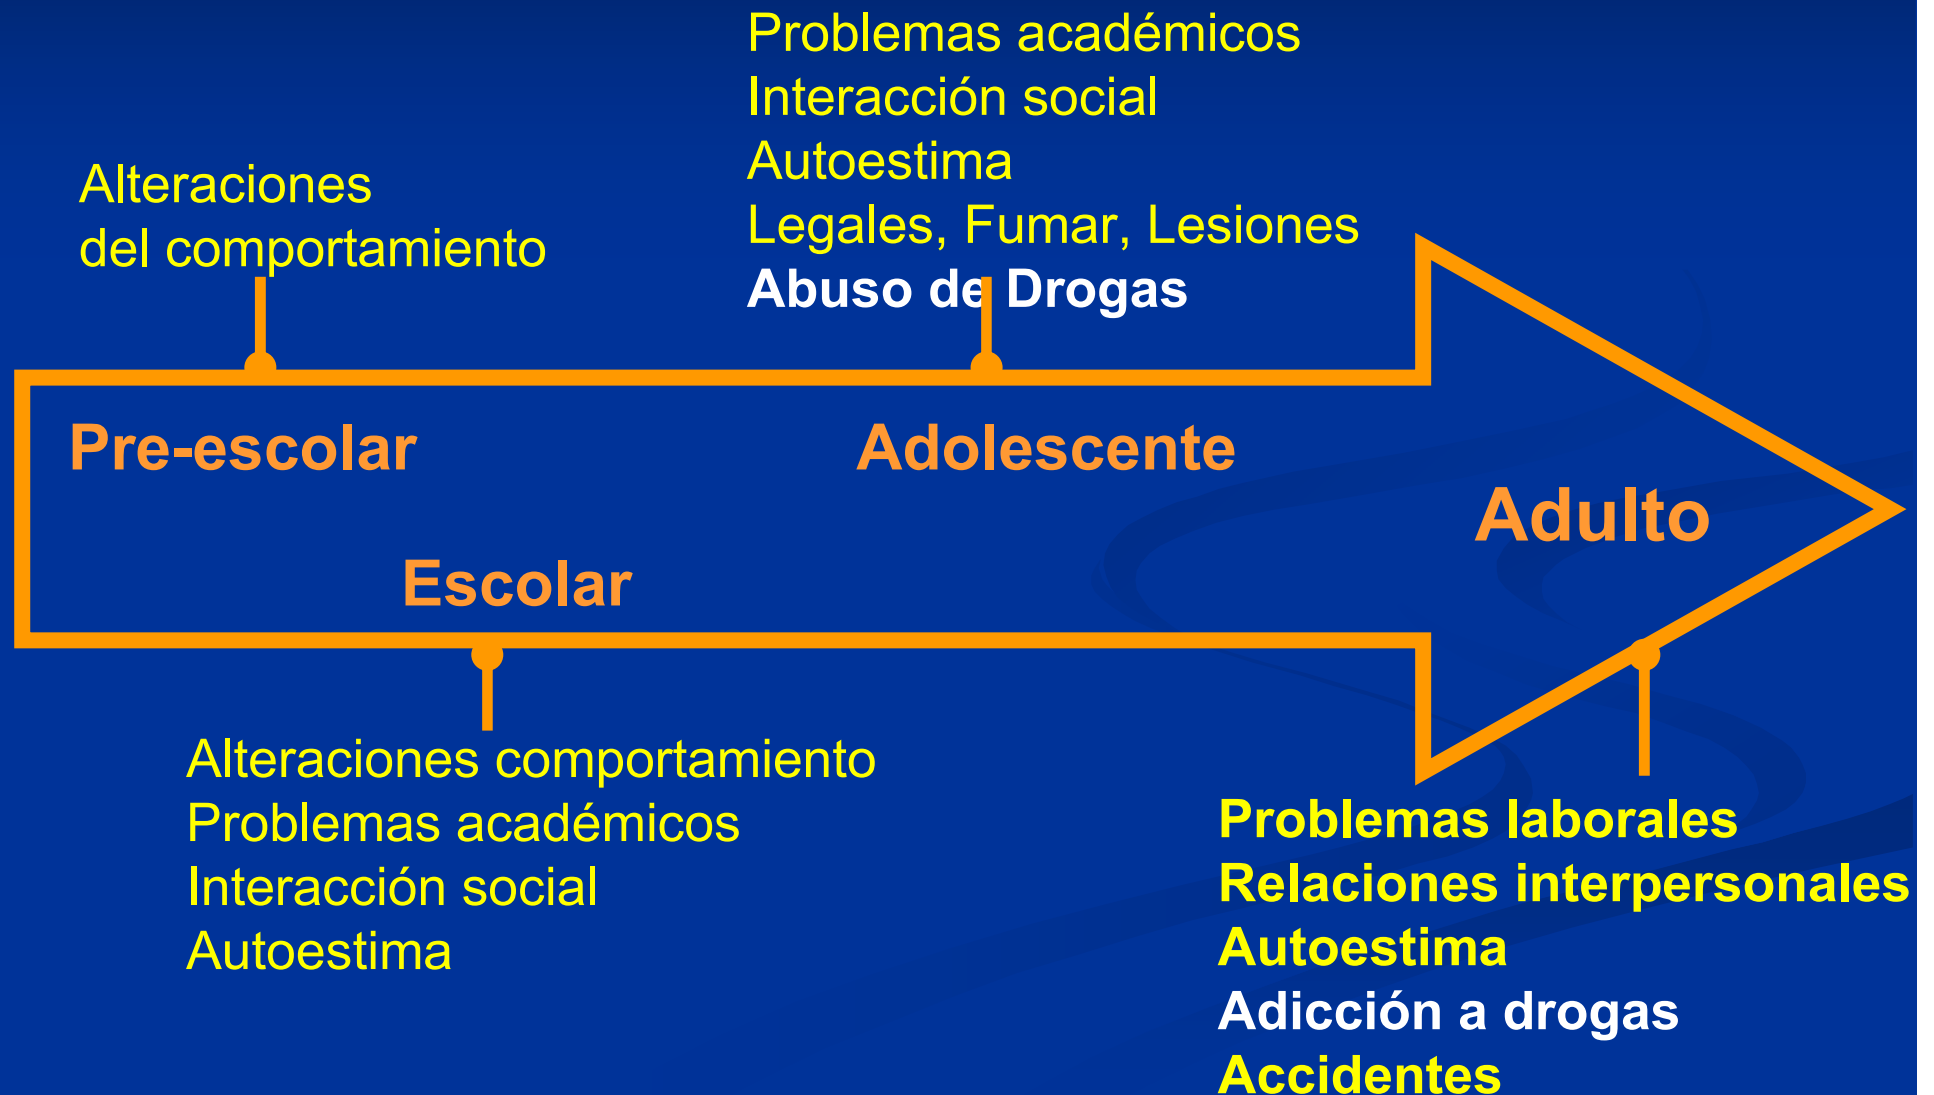 Problemas académicos
Interacción social
Autoestima
Legales, Fumar, Lesiones
Abuso de Drogas
Alteraciones
del comportamiento
Pre-escolar
Adolescente
Adulto
Escolar
Alteraciones comportamiento
Problemas académicos
Interacción social
Autoestima
Problemas laborales
Relaciones interpersonales
Autoestima
Adicción a drogas
Accidentes